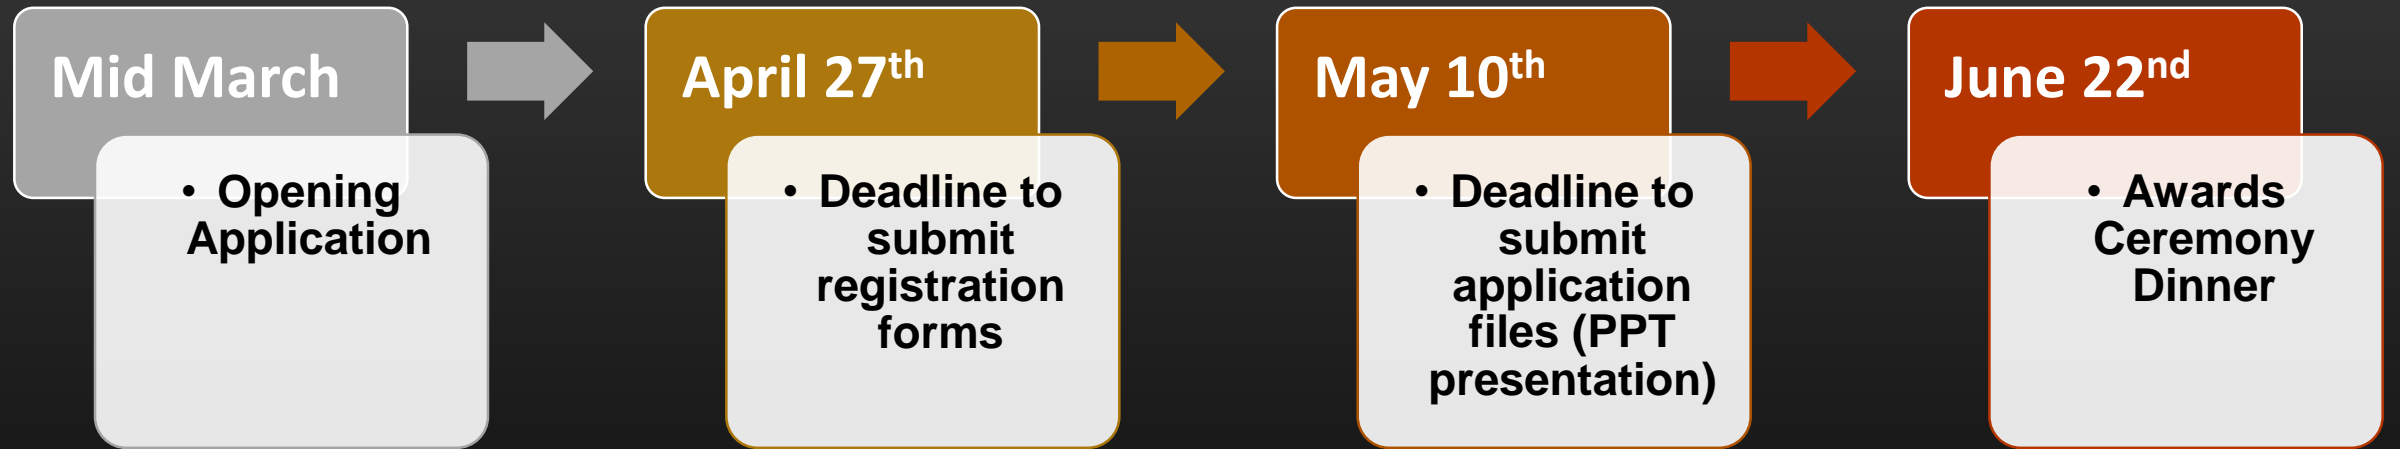 Mid March
• Opening
Application
April 27th
• Deadline to
submit
registration
forms
May 10th
• Deadline to
submit
application
files (PPT
presentation)
June 22nd
• Awards
Ceremony
Dinner